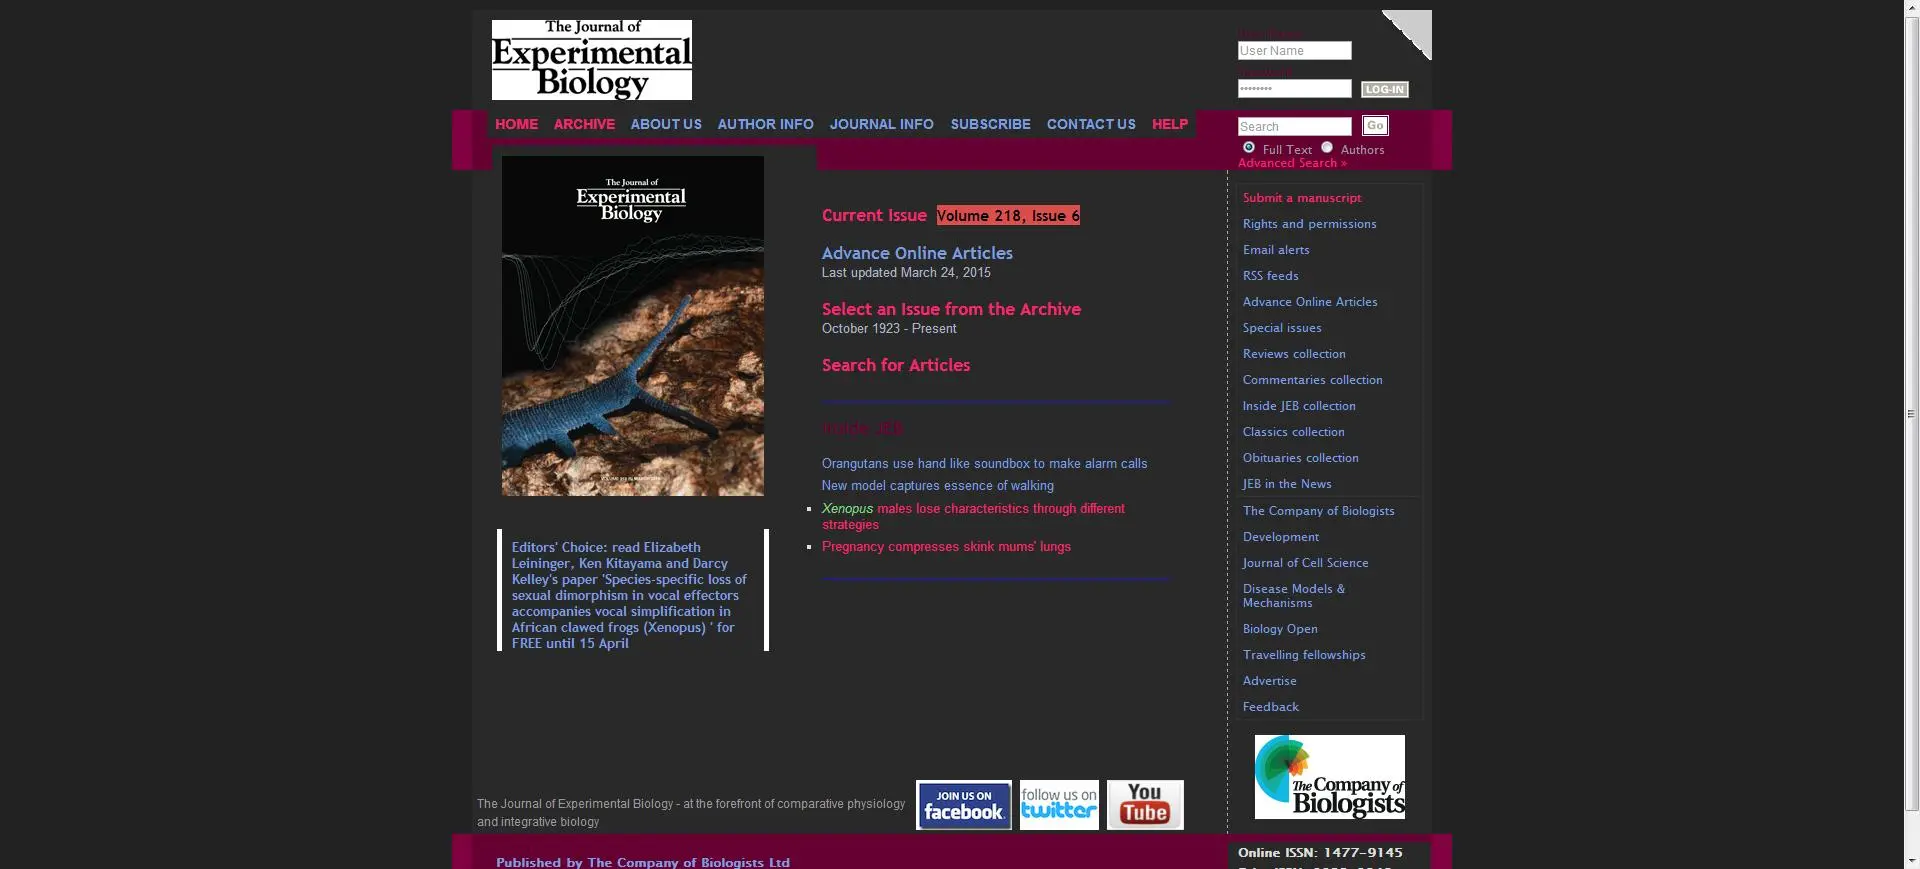 The Journal of
Experimental
Biology
User Name
LOG-IN
HOME ARCHIVE ABOUT US AUTHOR INFO JOURNAL INFO SUBSCRIBE CONTACT US HELP
Search Go
Full Text Authors
Advanced Search »
The Journal of
Experimental
Biology
Editors' Choice: read Elizabeth
Leininger, Ken Kitayama and Darcy
Kelley's paper 'Species-specific loss of
sexual dimorphism in vocal effectors
accompanies vocal simplification in
African clawed frogs (Xenopus) ' for
FREE until 15 April
Current Issue Volume 218, Issue 6
Advance Online Articles
Last updated March 24, 2015
Select an Issue from the Archive
October 1923 - Present
Search for Articles
Inside JEB
Orangutans use hand like soundbox to make alarm calls
New model captures essence of walking
Xenopus males lose characteristics through different
strategies
Pregnancy compresses skink mums' lungs
Submit a manuscript
Rights and permissions
Email alerts
RSS feeds
Advance Online Articles
Special issues
Reviews collection
Commentaries collection
Inside JEB collection
Classics collection
Obituaries collection
JEB in the News
The Company of Biologists
Development
Journal of Cell Science
Disease Models &
Mechanisms
Biology Open
Travelling fellowships
Advertise
Feedback
The Company of
Biologists
The Journal of Experimental Biology - at the forefront of comparative physiology
and integrative biology
JOIN US ON
facebook.
follow us on
twitter
You
Tube
Published by The Company of Biologists Ltd
Online ISSN: 1477-9145